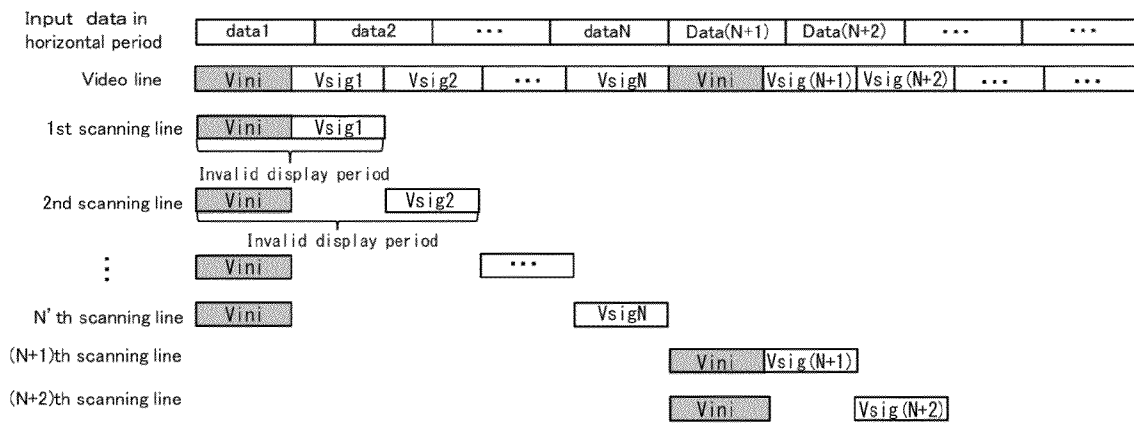 Input data in horizontal period data1 data2 ... dataN Data(N+1) Data(N+2) ... ...
Video line Vini Vsig1 Vsig2 ... VsigN Vini Vsig(N+1) Vsig(N+2) ... ...
1st scanning line Vini Vsig1
Invalid display period
2nd scanning line Vini Vsig2
Invalid display period
⋮ Vini ...
N'th scanning line Vini VsigN
(N+1)th scanning line Vini Vsig(N+1)
(N+2)th scanning line Vini Vsig(N+2)